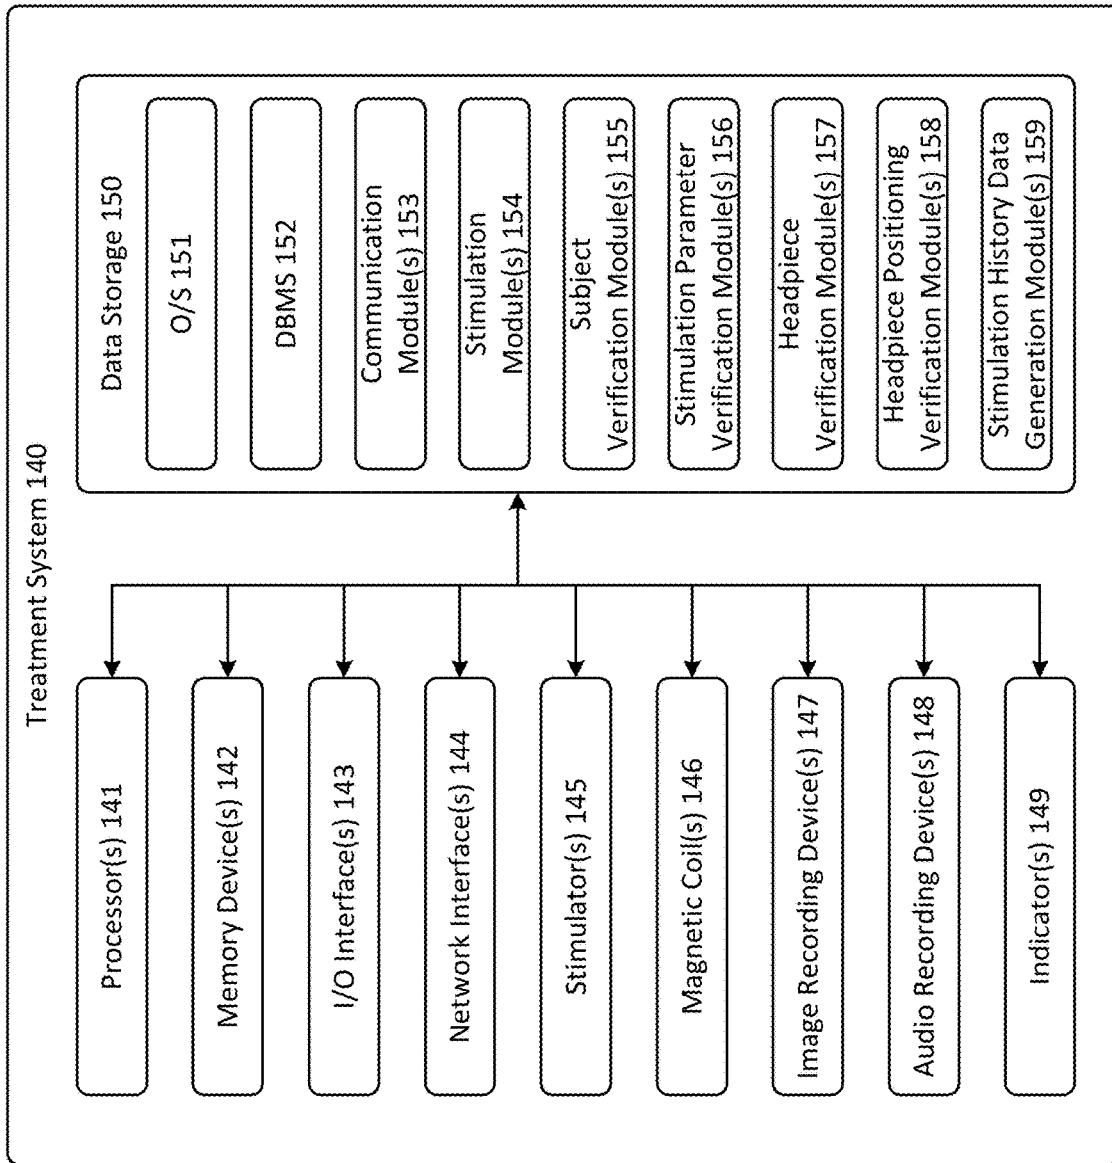 Treatment System 140
Processor(s) 141
Memory Device(s) 142
I/O Interface(s) 143
Network Interface(s) 144
Stimulator(s) 145
Magnetic Coil(s) 146
Image Recording Device(s) 147
Audio Recording Device(s) 148
Indicator(s) 149
Data Storage 150
O/S 151
DBMS 152
Communication
Module(s) 153
Stimulation
Module(s) 154
Subject
Verification Module(s) 155
Stimulation Parameter
Verification Module(s) 156
Headpiece
Verification Module(s) 157
Headpiece Positioning
Verification Module(s) 158
Stimulation History Data
Generation Module(s) 159